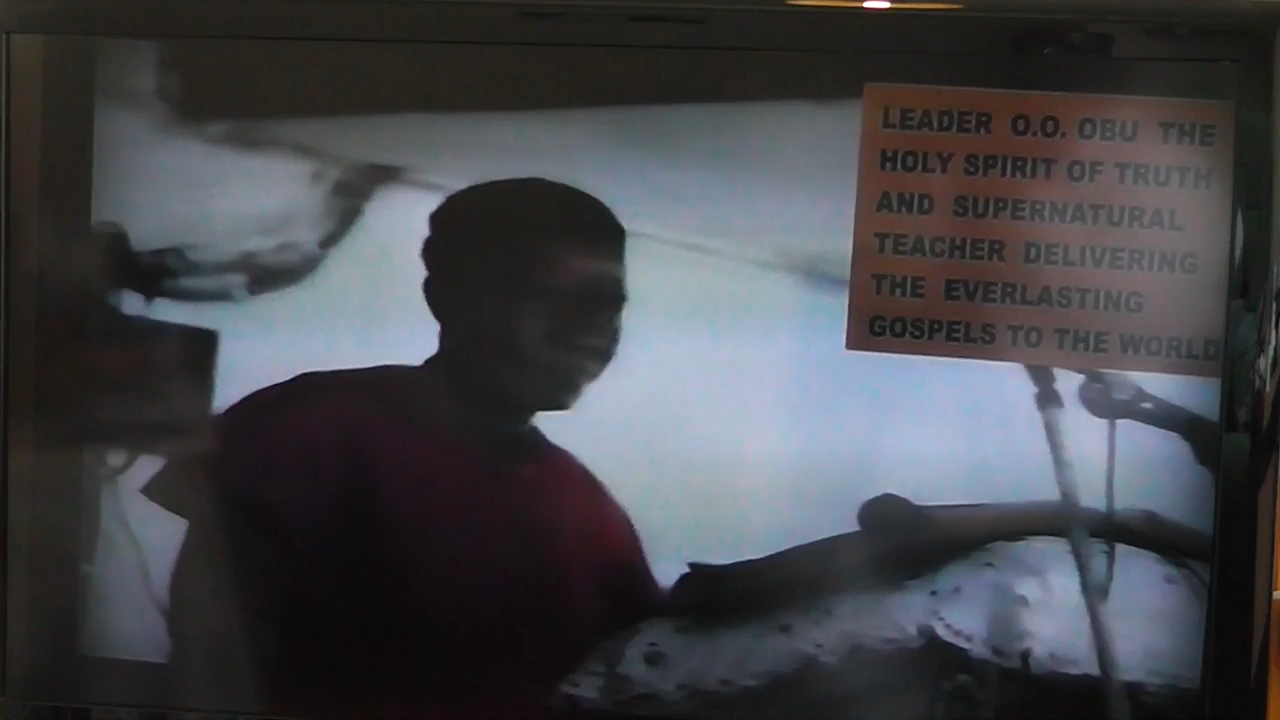 LEADER O.O. OBU THE
HOLY SPIRIT OF TRUTH
AND SUPERNATURAL
TEACHER DELIVERING
THE EVERLASTING
GOSPELS TO THE WORLD